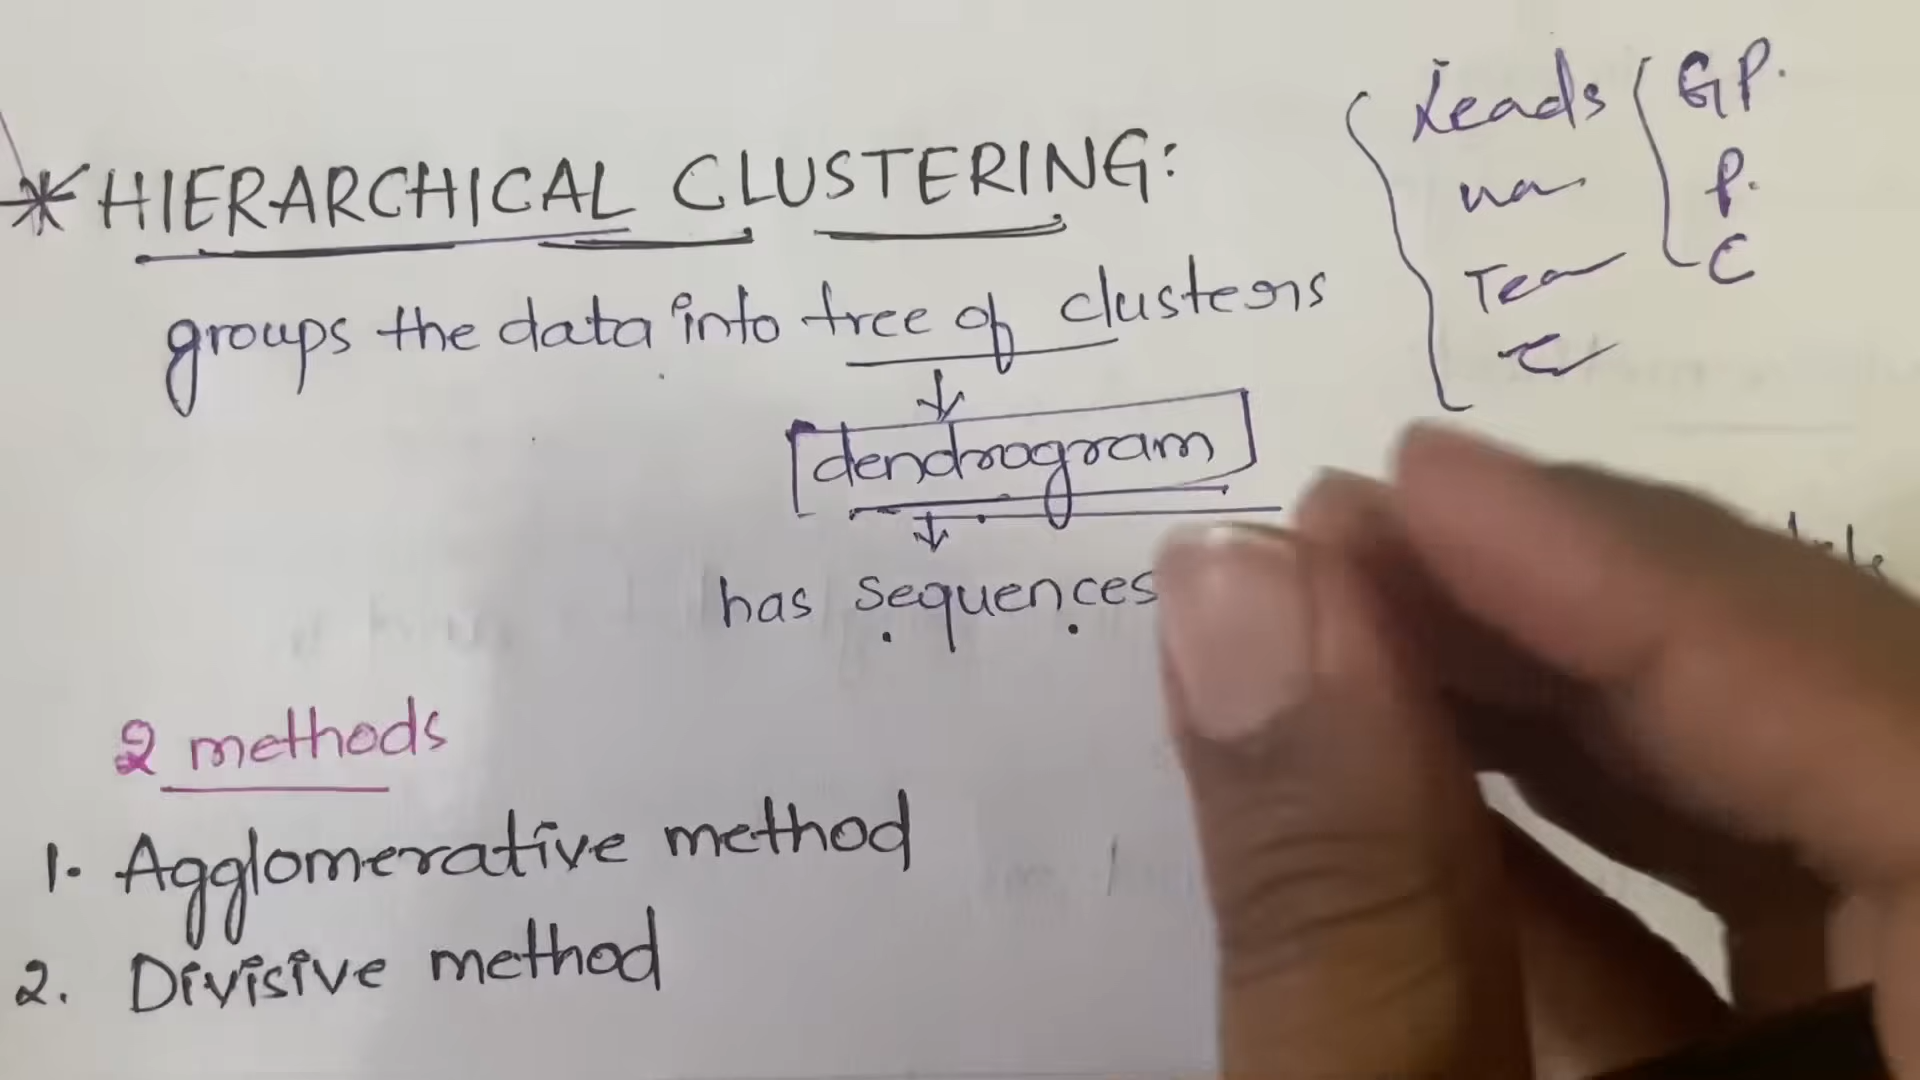 * HIERARCHICAL CLUSTERING:
groups the data into tree of clusters
dendrogram
has sequences
2 methods
1. Agglomerative method
2. Divisive method
Leads
GP.
P.
C